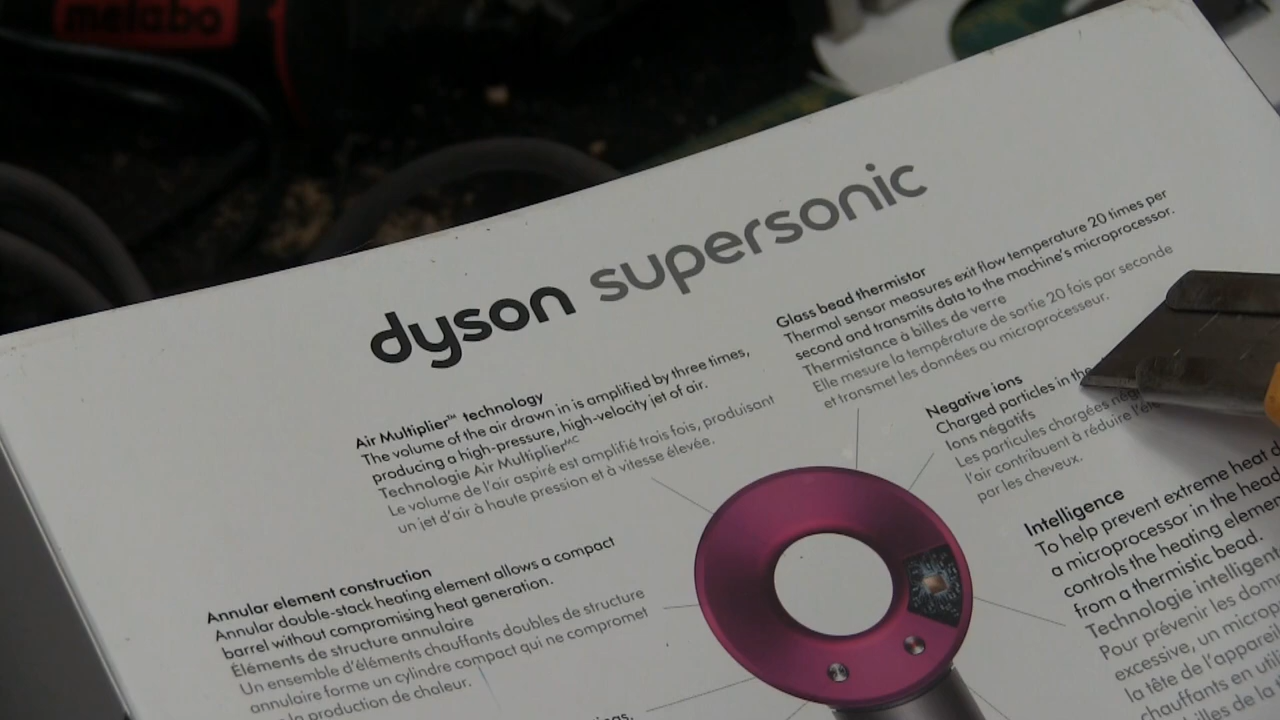 metabo
dyson supersonic
Air Multiplier™ technology
The volume of the air drawn in is amplified by three times,
producing a high-pressure, high-velocity jet of air.
Technologie Air Multiplierᴹᶜ
Le volume de l'air aspiré est amplifié trois fois, produisant
un jet d'air à haute pression et à vitesse élevée.
Glass bead thermistor
Thermal sensor measures exit flow temperature 20 times per
second and transmits data to the machine's microprocessor.
Thermistance à billes de verre
Elle mesure la température de sortie 20 fois par seconde
et transmet les données au microprocesseur.
Negative ions
Charged particles in the
Ions négatifs
Les particules chargées
l'air contribuent à réduire
par les cheveux.
Intelligence
To help prevent extreme heat
a microprocessor in the head
controls the heating
from a thermistic bead.
Technologie
Pour prévenir les
excessive, un
la tête de l'appareil
chauffants en
de la
Annular element construction
Annular double-stack heating element allows a compact
barrel without compromising heat generation.
Éléments de structure annulaire
Un ensemble d'éléments chauffants doubles de structure
annulaire forme un cylindre compact qui ne compromet
la production de chaleur.